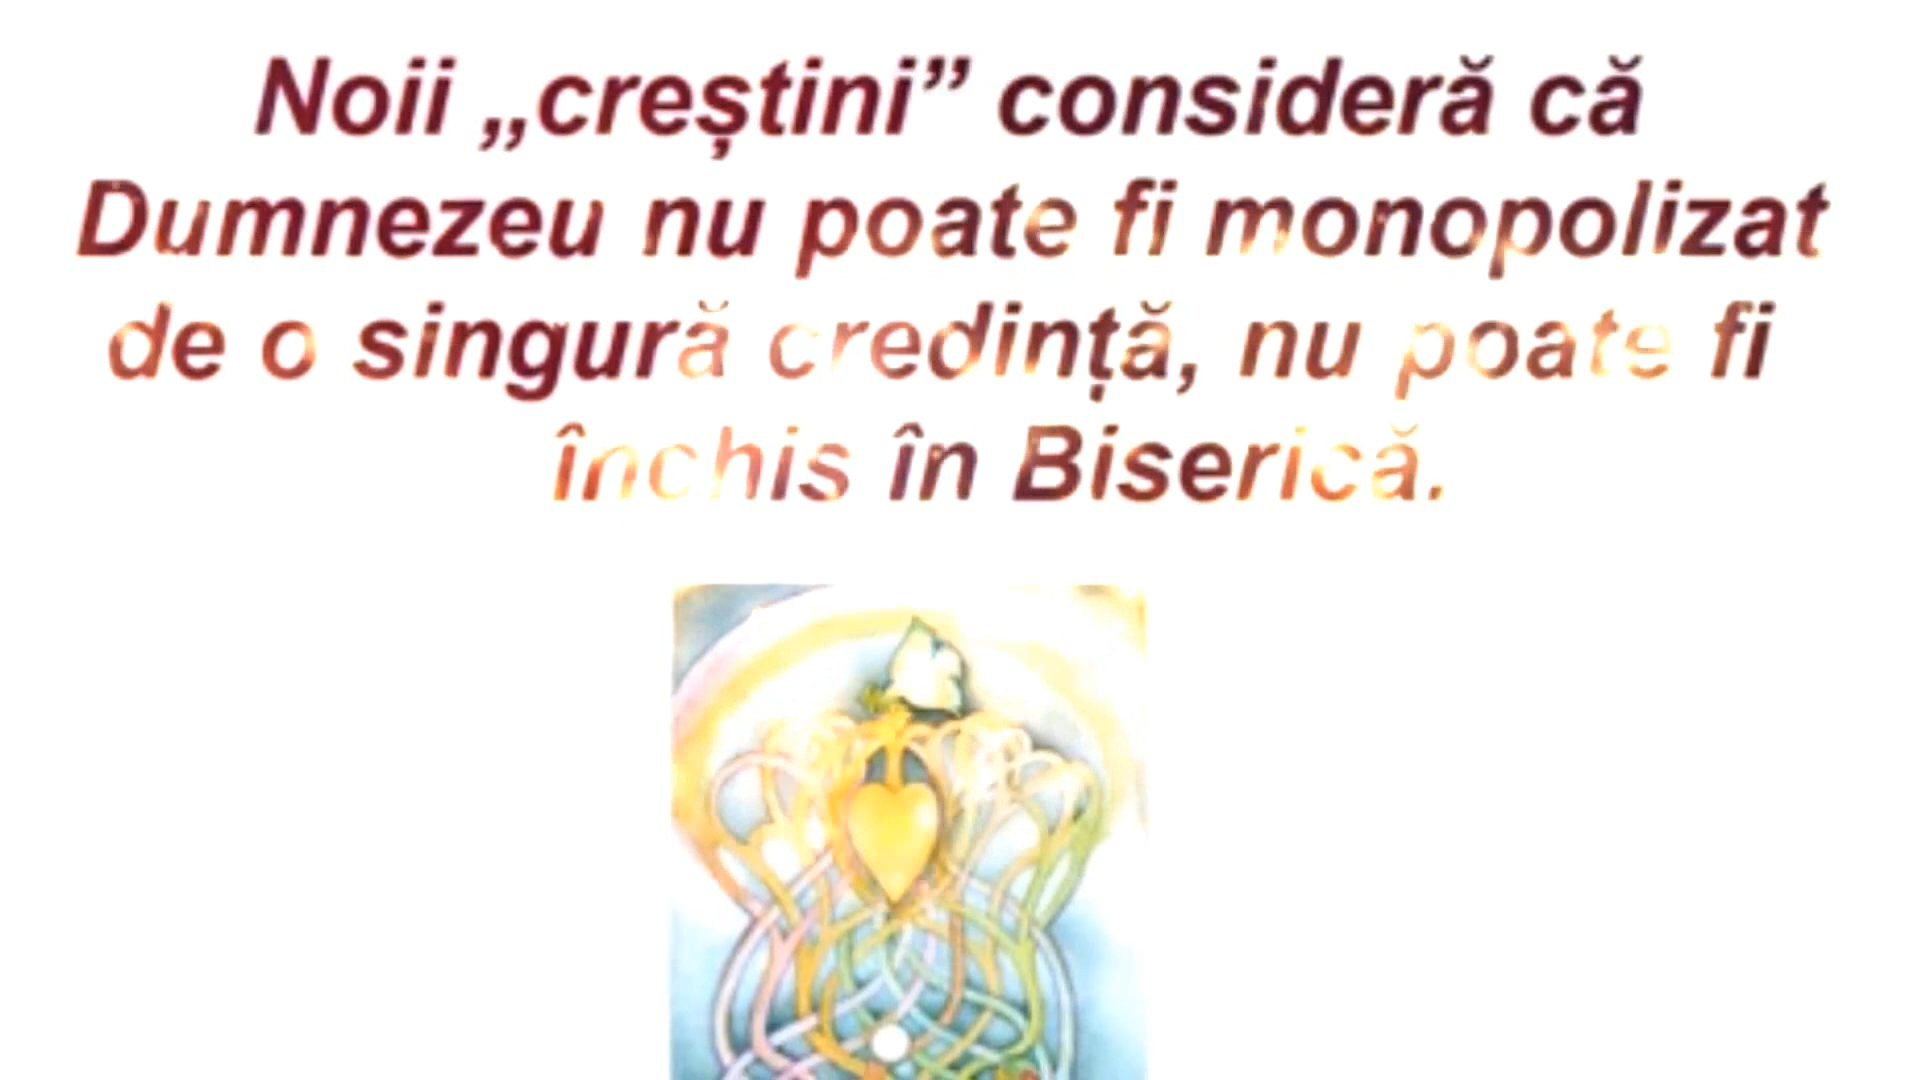 Noii „creștini” consideră că
Dumnezeu nu poate fi monopolizat
de o singură credință, nu poate fi
închis în Biserică.